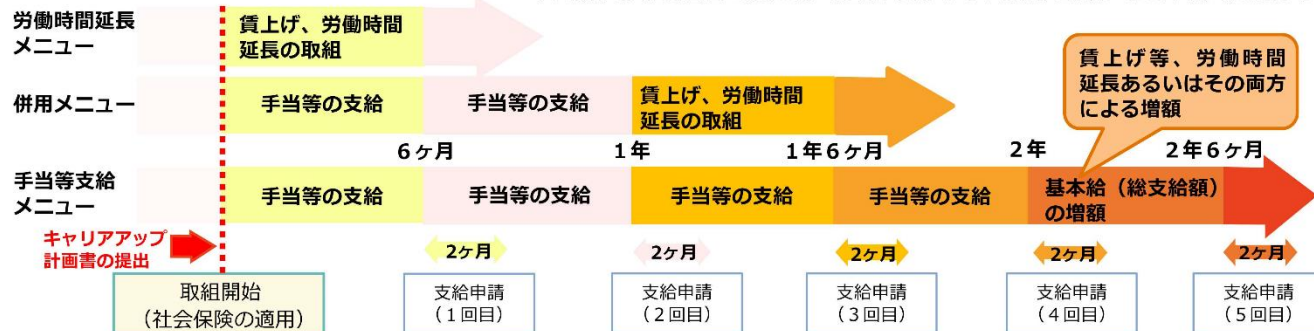 労働時間延長
メニュー
賃上げ、労働時間
延長の取組
賃上げ等、労働時間
延長あるいはその両方
による増額
併用メニュー
手当等の支給
手当等の支給
賃上げ、労働時間
延長の取組
6ヶ月
1年
1年6ヶ月
2年
2年6ヶ月
手当等支給
メニュー
手当等の支給
手当等の支給
手当等の支給
手当等の支給
基本給（総支給額）
の増額
キャリアアップ
計画書の提出
2ヶ月
2ヶ月
2ヶ月
2ヶ月
2ヶ月
取組開始
（社会保険の適用）
支給申請
（1回目）
支給申請
（2回目）
支給申請
（3回目）
支給申請
（4回目）
支給申請
（5回目）